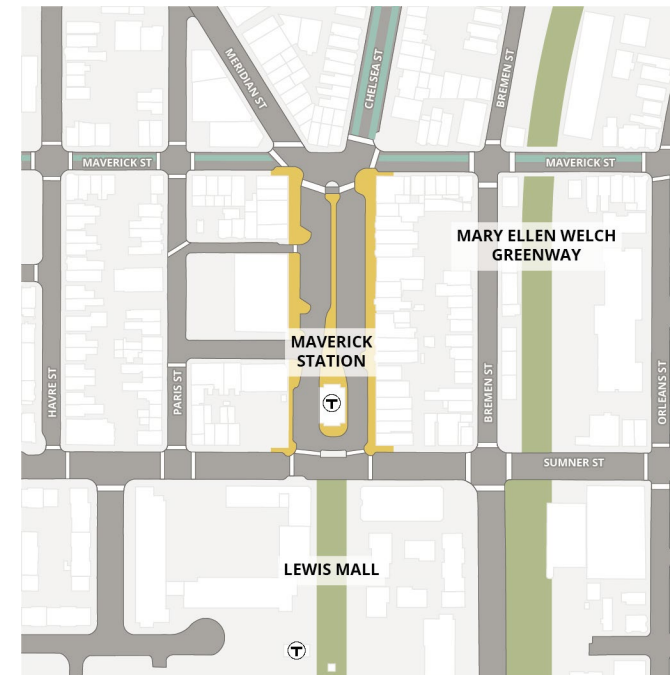 MERIDIAN ST
CHELSEA ST
BREMEN ST
MAVERICK ST
MAVERICK ST
MARY ELLEN WELCH
GREENWAY
MAVERICK
STATION
T
HAVRE ST
PARIS ST
BREMEN ST
ORLEANS ST
SUMNER ST
LEWIS MALL
T